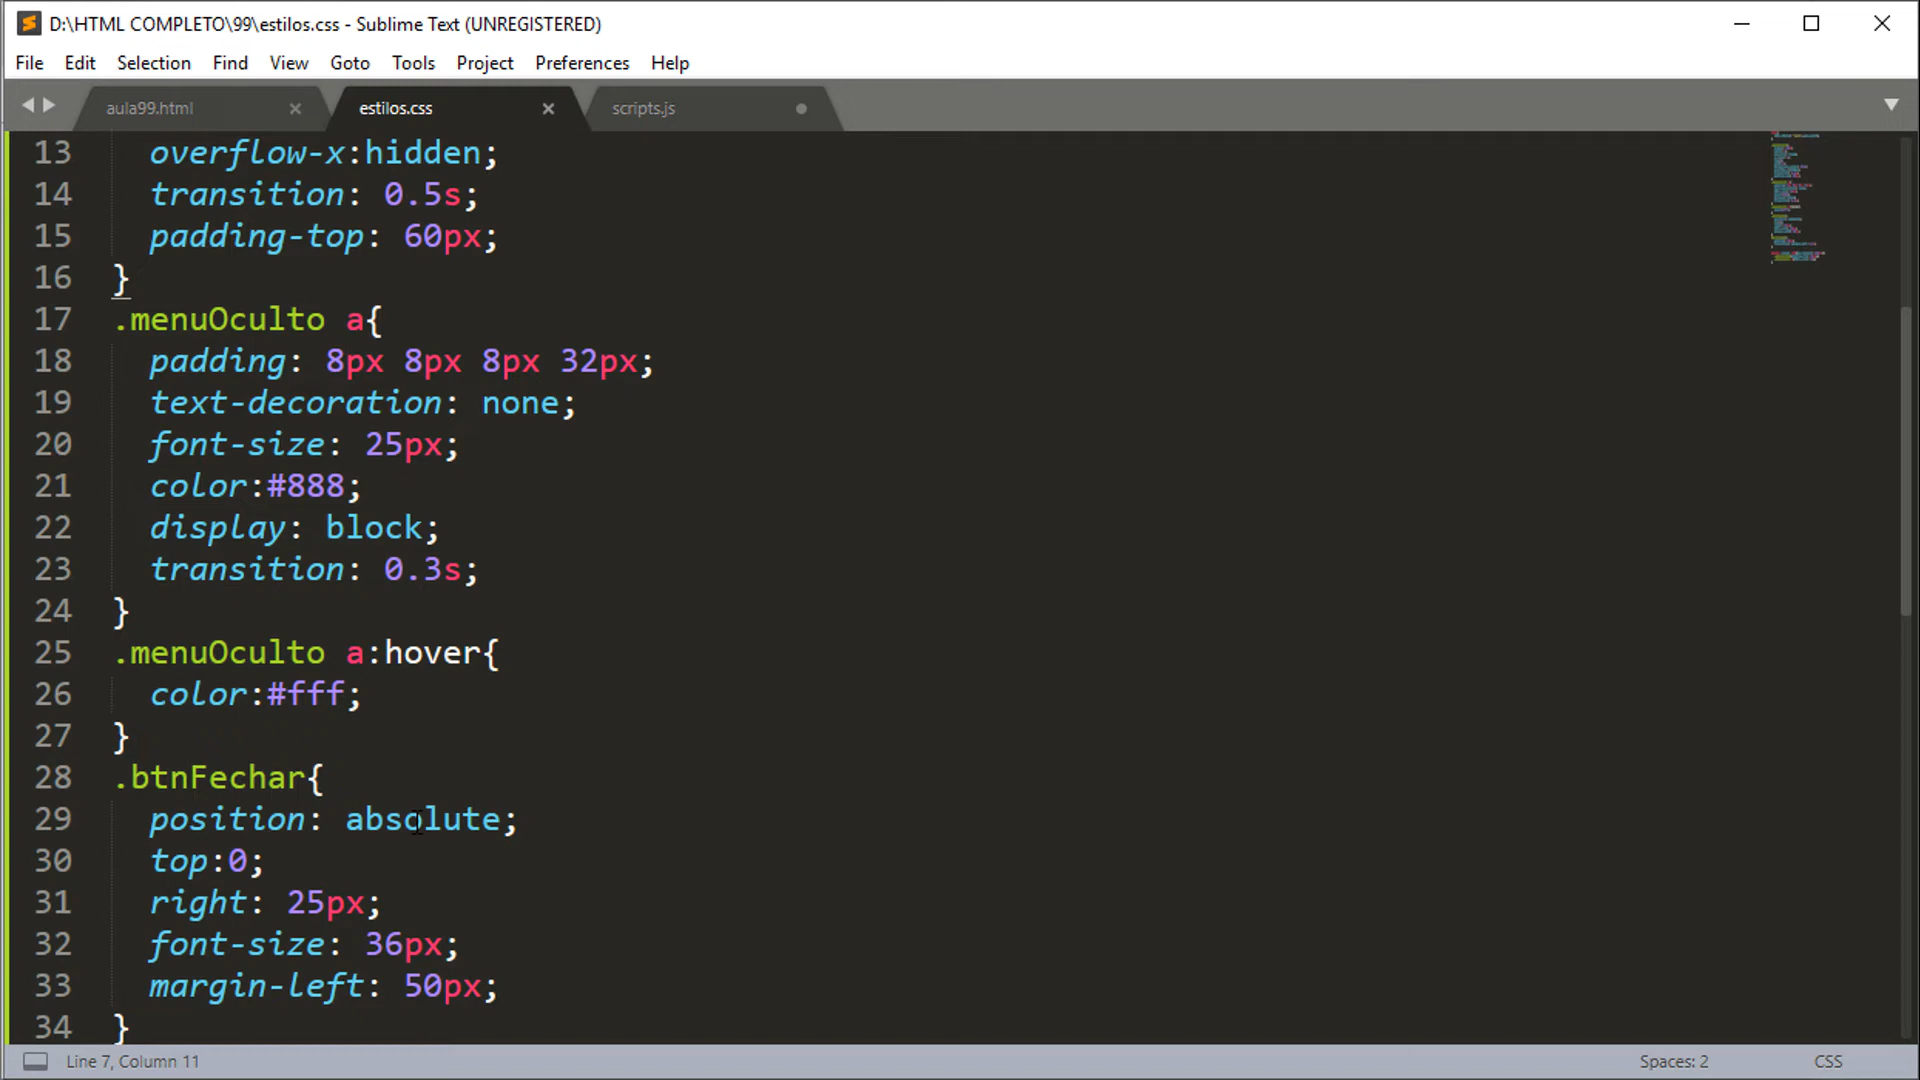 D:\HTML COMPLETO\99\estilos.css - Sublime Text (UNREGISTERED)
File Edit Selection Find View Goto Tools Project Preferences Help
aula99.html estilos.css scripts.js
13 overflow-x:hidden;
14 transition: 0.5s;
15 padding-top: 60px;
16 }
17 .menuOculto a{
18 padding: 8px 8px 8px 32px;
19 text-decoration: none;
20 font-size: 25px;
21 color:#888;
22 display: block;
23 transition: 0.3s;
24 }
25 .menuOculto a:hover{
26 color:#fff;
27 }
28 .btnFechar{
29 position: absolute;
30 top:0;
31 right: 25px;
32 font-size: 36px;
33 margin-left: 50px;
34 }
Line 7, Column 11 Spaces: 2 CSS